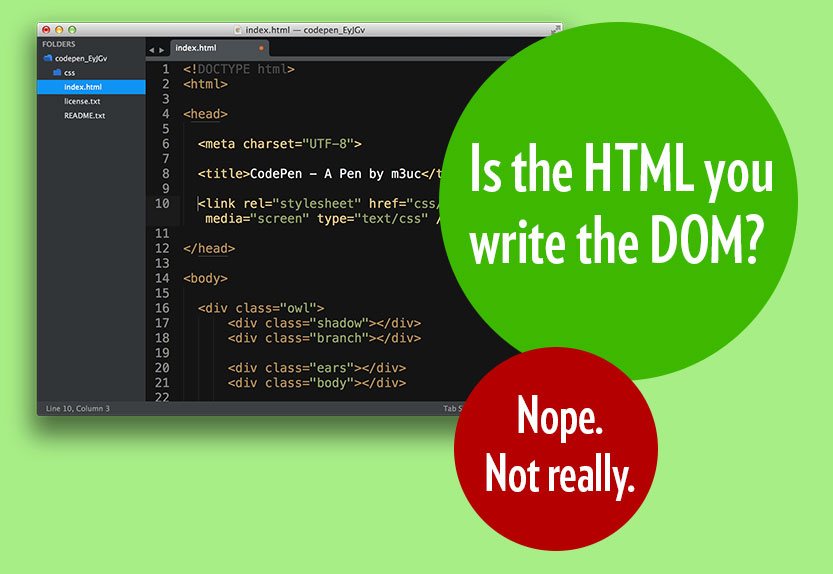 index.html — codepen_EyJGv
FOLDERS
codepen_EyJGv
css
index.html
license.txt
README.txt
index.html
1 <!DOCTYPE html>
2 <html>
3
4 <head>
5
6 <meta charset="UTF-8">
7
8 <title>CodePen - A Pen by m3uc</t
9
10 <link rel="stylesheet" href="css/
media="screen" type="text/css" /
11
12 </head>
13
14 <body>
15
16 <div class="owl">
17 <div class="shadow"></div>
18 <div class="branch"></div>
19
20 <div class="ears"></div>
21 <div class="body"></div>
22
Line 10, Column 3
Tab S
Is the HTML you
write the DOM?
Nope.
Not really.